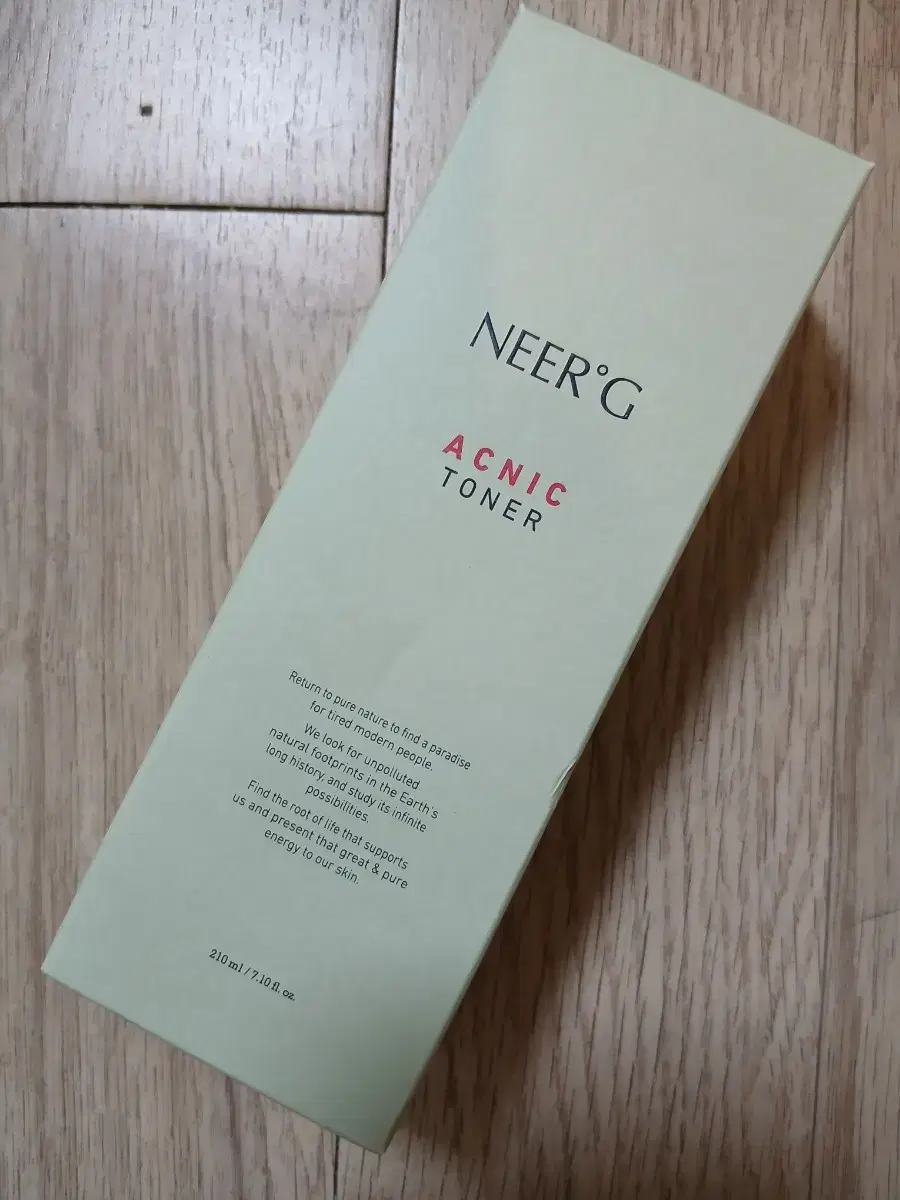 NEER°G
ACNIC
TONER
Return to pure nature to find a paradise
for tired modern people.
We look for unpolluted
natural footprints in the Earth's
long history, and study its infinite
possibilities.
Find the root of life that supports
us and present that great & pure
energy to our skin.
210 ml / 7.10 fl. oz.